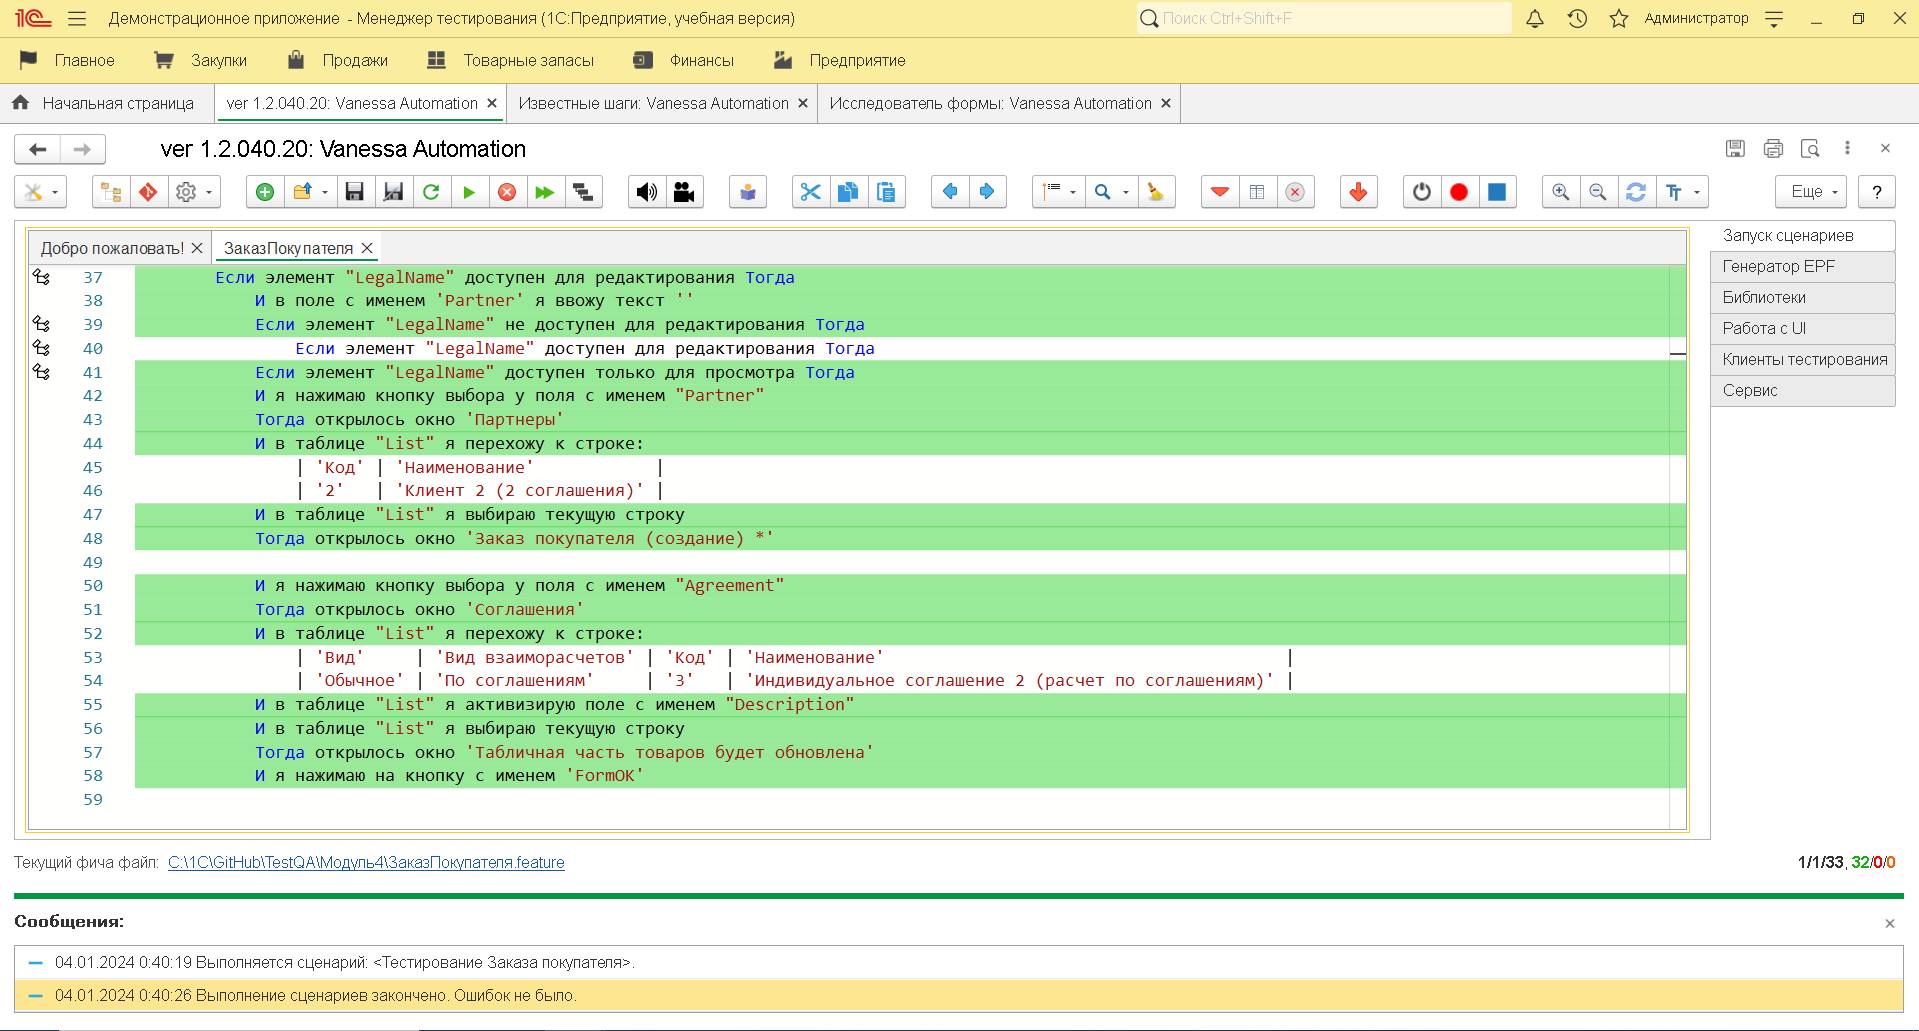 1С Демонстрационное приложение - Менеджер тестирования (1С:Предприятие, учебная версия) Поиск Ctrl+Shift+F Администратор
Главное Закупки Продажи Товарные запасы Финансы Предприятие
Начальная страница ver 1.2.040.20: Vanessa Automation Известные шаги: Vanessa Automation Исследователь формы: Vanessa Automation
ver 1.2.040.20: Vanessa Automation
Еще ?
Добро пожаловать! ЗаказПокупателя
37 Если элемент "LegalName" доступен для редактирования Тогда
38 И в поле с именем 'Partner' я ввожу текст ''
39 Если элемент "LegalName" не доступен для редактирования Тогда
40 Если элемент "LegalName" доступен для редактирования Тогда
41 Если элемент "LegalName" доступен только для просмотра Тогда
42 И я нажимаю кнопку выбора у поля с именем "Partner"
43 Тогда открылось окно 'Партнеры'
44 И в таблице "List" я перехожу к строке:
45 | 'Код' | 'Наименование' |
46 | '2' | 'Клиент 2 (2 соглашения)' |
47 И в таблице "List" я выбираю текущую строку
48 Тогда открылось окно 'Заказ покупателя (создание) *'
49
50 И я нажимаю кнопку выбора у поля с именем "Agreement"
51 Тогда открылось окно 'Соглашения'
52 И в таблице "List" я перехожу к строке:
53 | 'Вид' | 'Вид взаиморасчетов' | 'Код' | 'Наименование' |
54 | 'Обычное' | 'По соглашениям' | '3' | 'Индивидуальное соглашение 2 (расчет по соглашениям)' |
55 И в таблице "List" я активизирую поле с именем "Description"
56 И в таблице "List" я выбираю текущую строку
57 Тогда открылось окно 'Табличная часть товаров будет обновлена'
58 И я нажимаю на кнопку с именем 'FormOK'
59
Запуск сценариев
Генератор EPF
Библиотеки
Работа с UI
Клиенты тестирования
Сервис
Текущий фича файл: C:\1C\GitHub\TestQA\Модуль4\ЗаказПокупателя.feature 1/1/33, 32/0/0
Сообщения:
04.01.2024 0:40:19 Выполняется сценарий: <Тестирование Заказа покупателя>.
04.01.2024 0:40:26 Выполнение сценариев закончено. Ошибок не было.